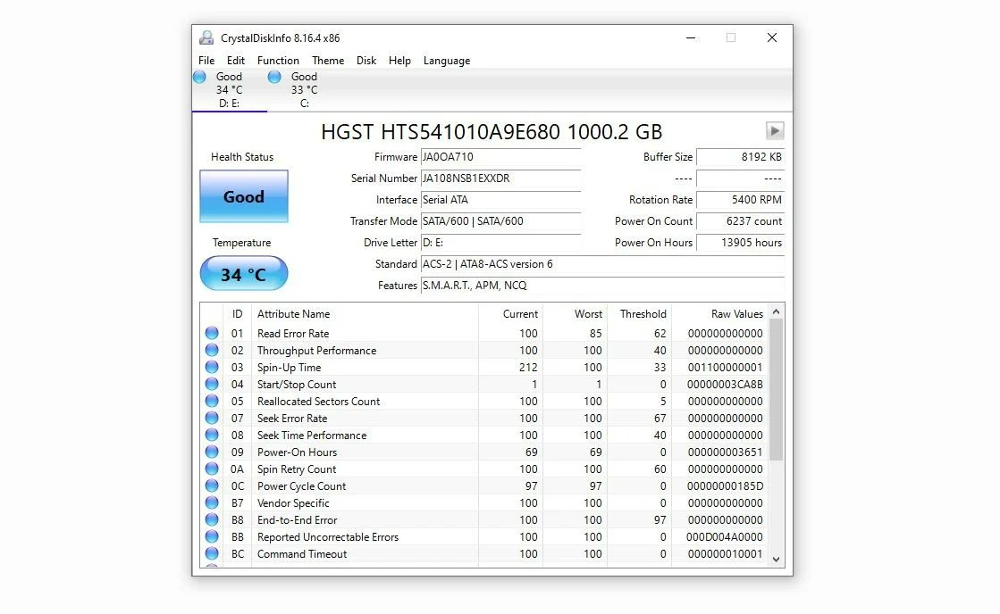 CrystalDiskInfo 8.16.4 x86
File Edit Function Theme Disk Help Language
Good Good
34 °C 33 °C
D: E: C:
HGST HTS541010A9E680 1000.2 GB
Health Status Firmware JA0OA710 Buffer Size 8192 KB
Good Serial Number JA108NSB1EXXDR ---- ----
Interface Serial ATA Rotation Rate 5400 RPM
Transfer Mode SATA/600 | SATA/600 Power On Count 6237 count
Temperature Drive Letter D: E: Power On Hours 13905 hours
34 °C Standard ACS-2 | ATA8-ACS version 6
Features S.M.A.R.T., APM, NCQ
ID Attribute Name Current Worst Threshold Raw Values
01 Read Error Rate 100 85 62 000000000000
02 Throughput Performance 100 100 40 000000000000
03 Spin-Up Time 212 100 33 001100000001
04 Start/Stop Count 1 1 0 00000003CA8B
05 Reallocated Sectors Count 100 100 5 000000000000
07 Seek Error Rate 100 100 67 000000000000
08 Seek Time Performance 100 100 40 000000000000
09 Power-On Hours 69 69 0 000000003651
0A Spin Retry Count 100 100 60 000000000000
0C Power Cycle Count 97 97 0 00000000185D
B7 Vendor Specific 100 100 0 000000000000
B8 End-to-End Error 100 100 97 000000000000
BB Reported Uncorrectable Errors 100 100 0 000D004A0000
BC Command Timeout 100 100 0 000000010001